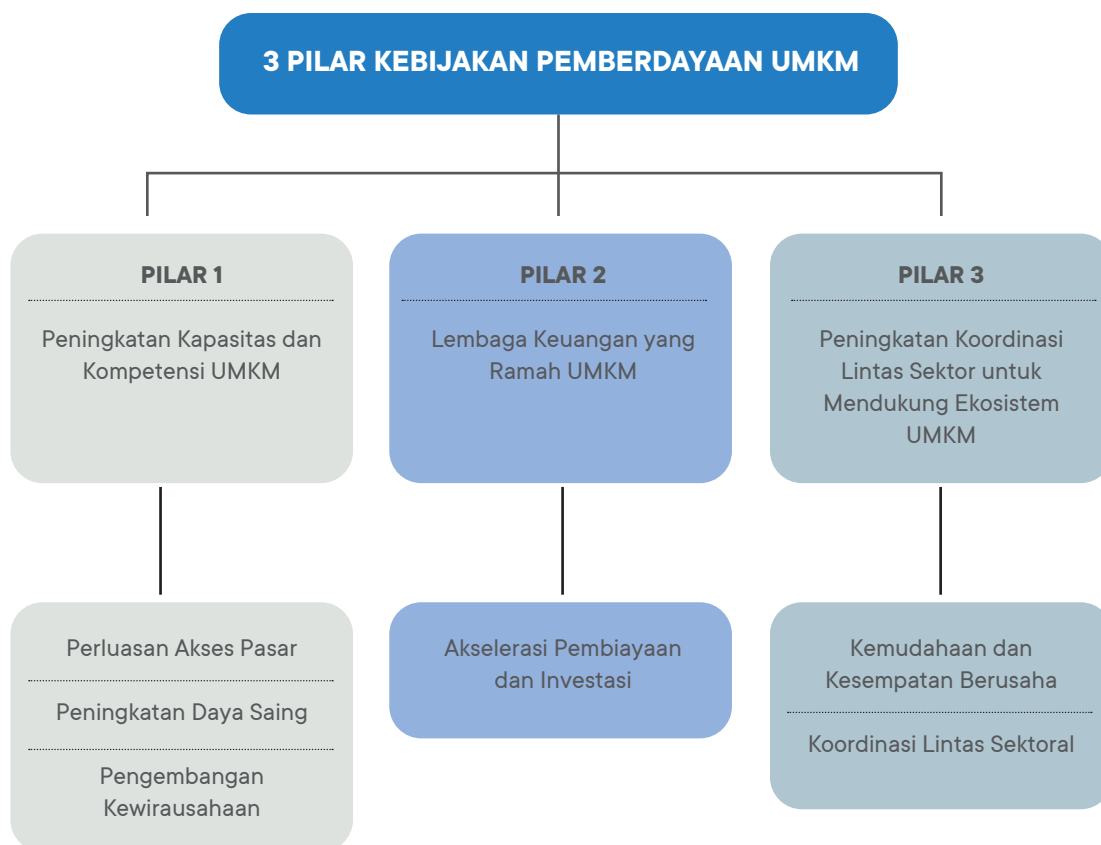 3 PILAR KEBIJAKAN PEMBERDAYAAN UMKM
PILAR 1
Peningkatan Kapasitas dan
Kompetensi UMKM
PILAR 2
Lembaga Keuangan yang
Ramah UMKM
PILAR 3
Peningkatan Koordinasi
Lintas Sektor untuk
Mendukung Ekosistem
UMKM
Perluasan Akses Pasar
Peningkatan Daya Saing
Pengembangan
Kewirausahaan
Akselerasi Pembiayaan
dan Investasi
Kemudahaan dan
Kesempatan Berusaha
Koordinasi Lintas Sektoral